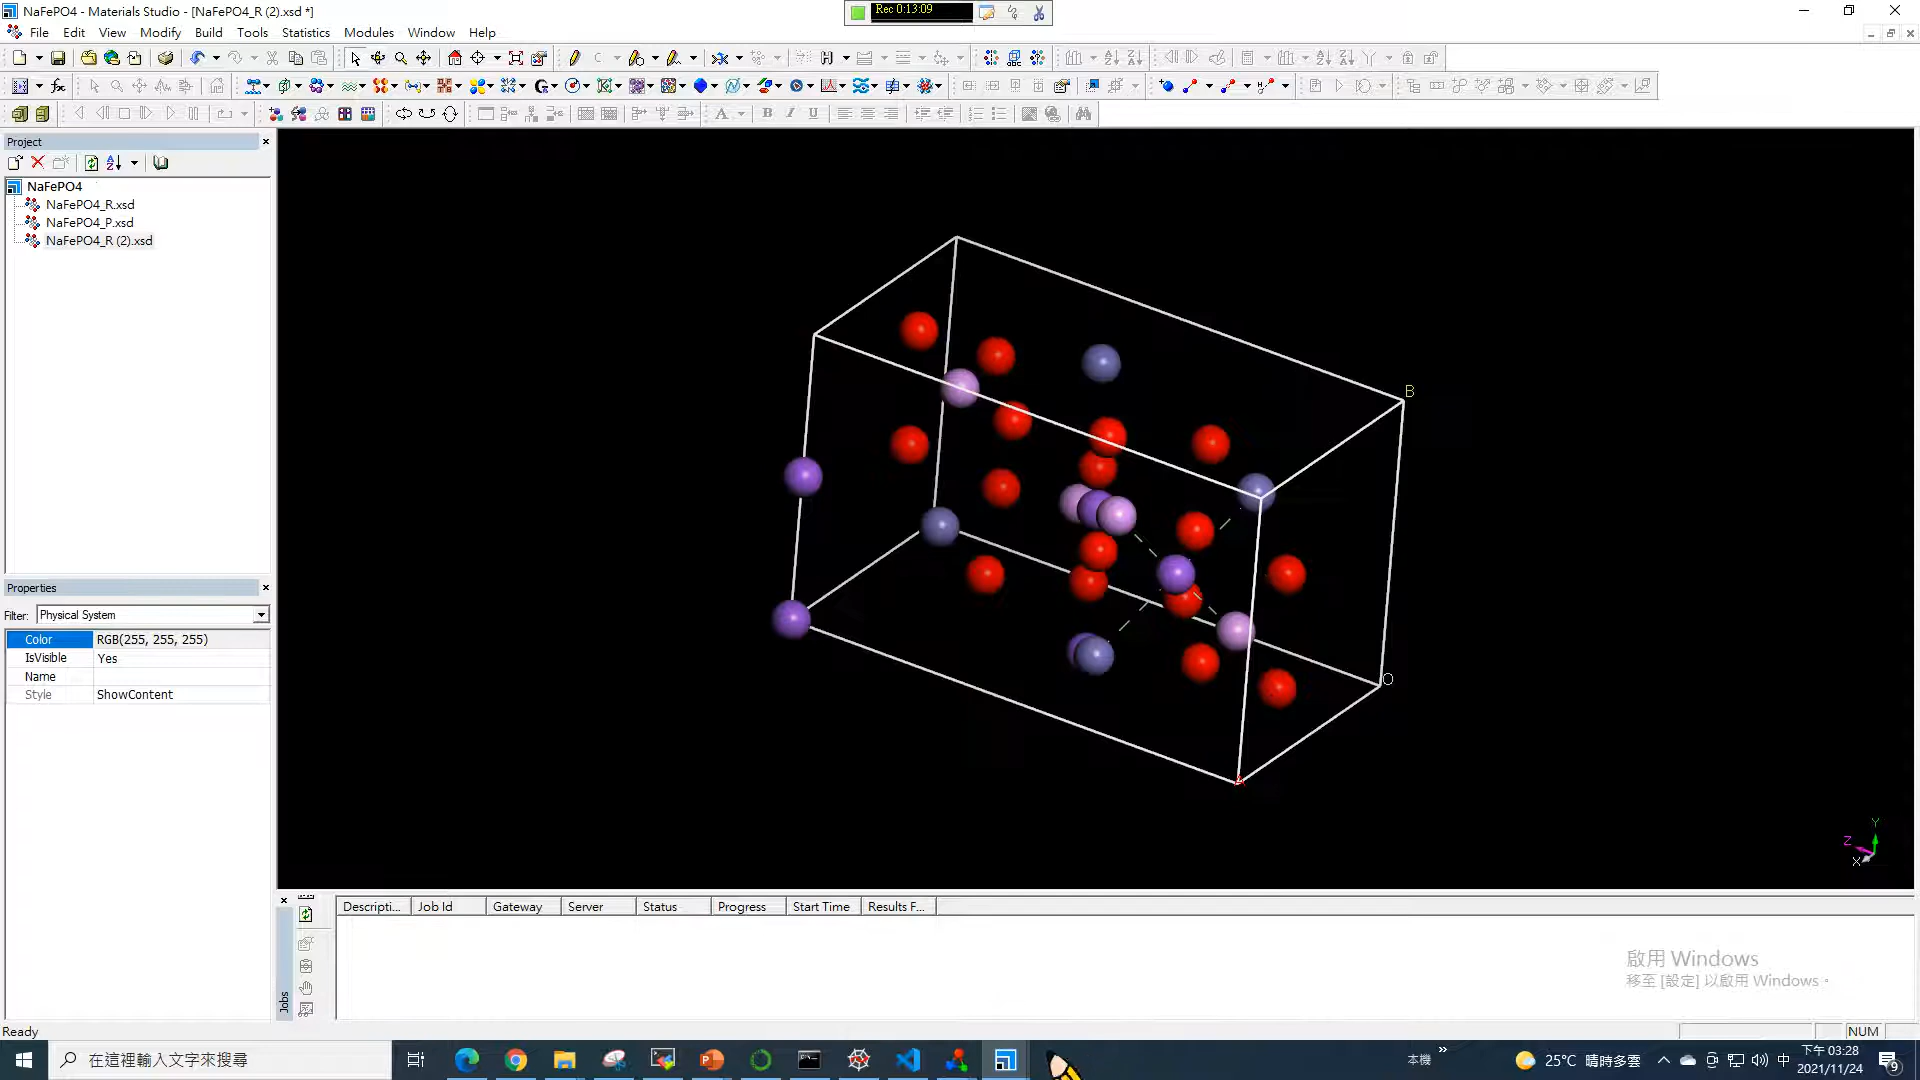 NaFePO4 - Materials Studio - [NaFePO4_R (2).xsd *]
Rec 0:13:09
File Edit View Modify Build Tools Statistics Modules Window Help
Project
NaFePO4
NaFePO4_R.xsd
NaFePO4_P.xsd
NaFePO4_R (2).xsd
Properties
Filter: Physical System
Color RGB(255, 255, 255)
IsVisible Yes
Name
Style ShowContent
B
O
A
Y
Z
X
Descripti... Job Id Gateway Server Status Progress Start Time Results F...
Jobs
啟用 Windows
移至 [設定] 以啟用 Windows。
Ready
NUM
在這裡輸入文字來搜尋
本機
25°C 晴時多雲
中
下午 03:28
2021/11/24
9